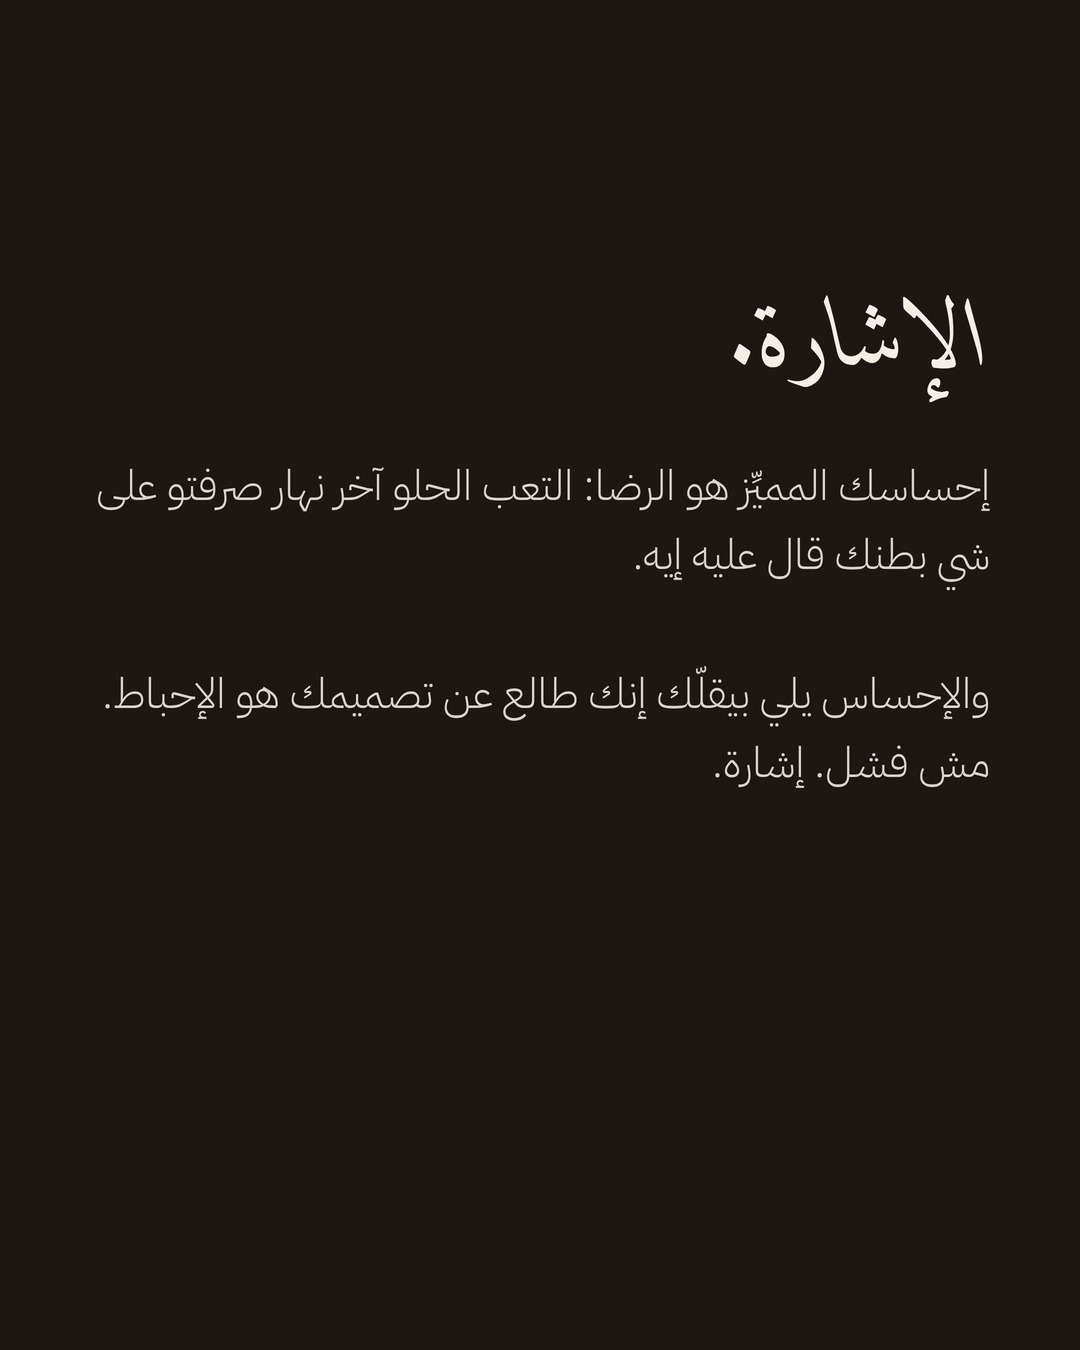 الإشارة.
إحساسك المميِّز هو الرضا: التعب الحلو آخر نهار صرفتو على
شي بطنك قال عليه إيه.
والإحساس يلي بيقلّك إنك طالع عن تصميمك هو الإحباط.
مش فشل. إشارة.